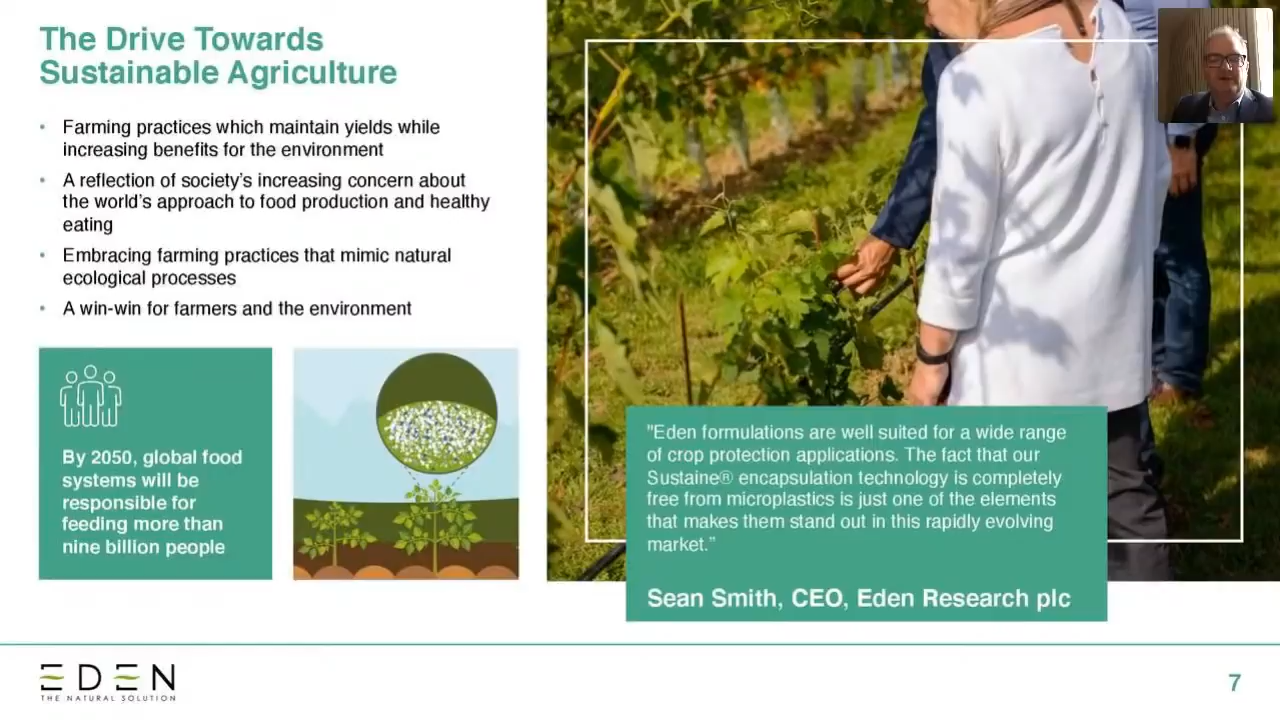 The Drive Towards
Sustainable Agriculture
• Farming practices which maintain yields while
increasing benefits for the environment
• A reflection of society's increasing concern about
the world's approach to food production and healthy
eating
• Embracing farming practices that mimic natural
ecological processes
• A win-win for farmers and the environment
By 2050, global food
systems will be
responsible for
feeding more than
nine billion people
"Eden formulations are well suited for a wide range
of crop protection applications. The fact that our
Sustaine® encapsulation technology is completely
free from microplastics is just one of the elements
that makes them stand out in this rapidly evolving
market.”
Sean Smith, CEO, Eden Research plc
EDEN
THE NATURAL SOLUTION
7